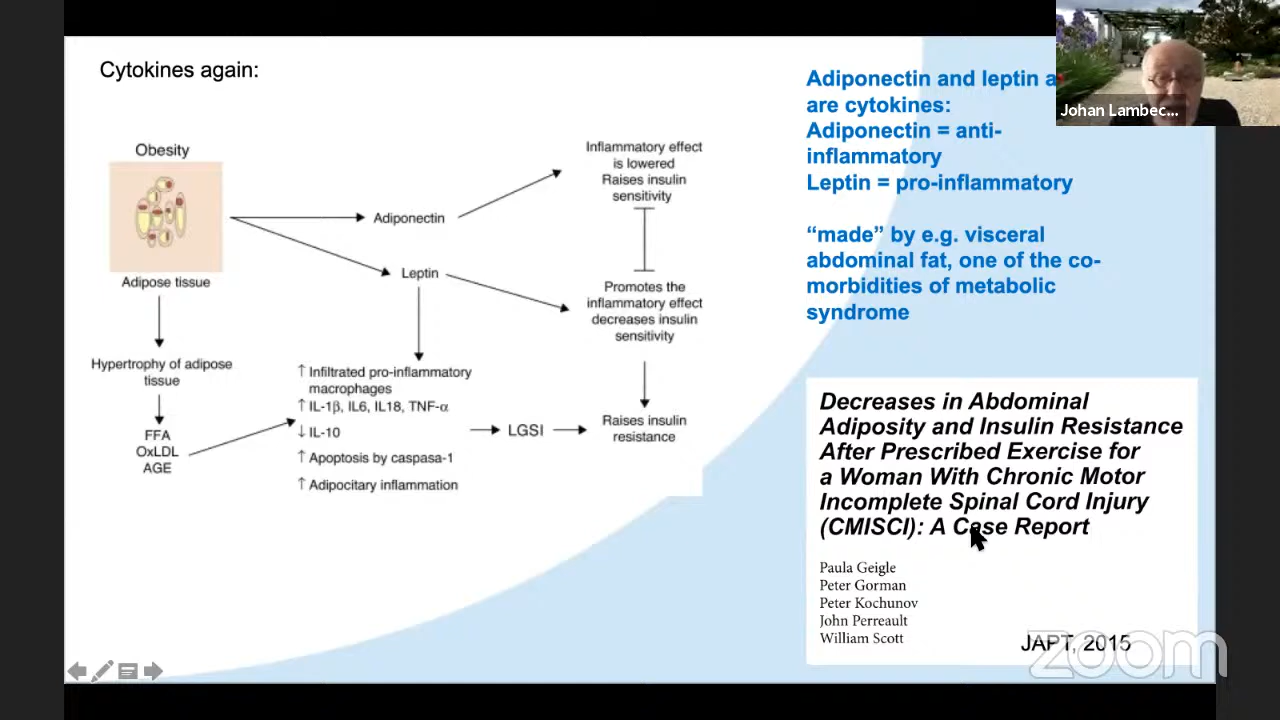 Cytokines again:
Obesity
Adipose tissue
Hypertrophy of adipose
tissue
FFA
OxLDL
AGE
Adiponectin
Leptin
↑ Infiltrated pro-inflammatory
macrophages
↑ IL-1β, IL6, IL18, TNF-α
↓ IL-10
↑ Apoptosis by caspasa-1
↑ Adipocitary inflammation
LGSI
Inflammatory effect
is lowered
Raises insulin
sensitivity
Promotes the
inflammatory effect
decreases insulin
sensitivity
Raises insulin
resistance
Adiponectin and leptin a
are cytokines:
Adiponectin = anti-
inflammatory
Leptin = pro-inflammatory
“made” by e.g. visceral
abdominal fat, one of the co-
morbidities of metabolic
syndrome
Decreases in Abdominal
Adiposity and Insulin Resistance
After Prescribed Exercise for
a Woman With Chronic Motor
Incomplete Spinal Cord Injury
(CMISCI): A Case Report
Paula Geigle
Peter Gorman
Peter Kochunov
John Perreault
William Scott
JAPT, 2015
zoom
Johan Lambec...